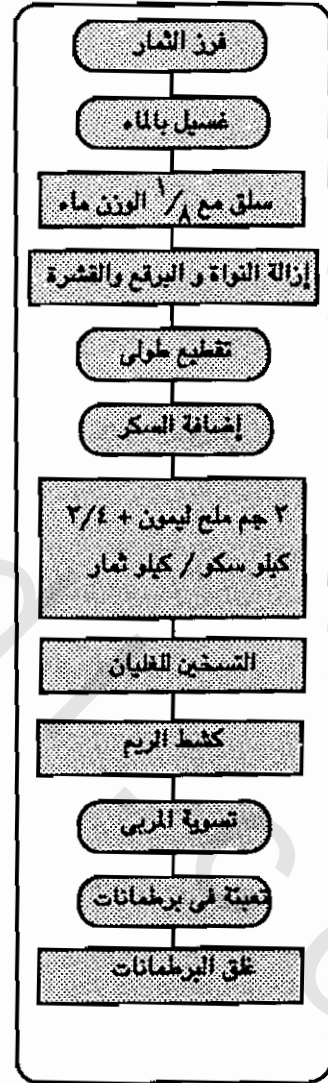 فرز الثمار
غسيل بالماء
سلق مع ١/٨ الوزن ماء
إزالة النواة و البرقع والقشرة
تقطيع طولى
إضافة السكر
٢ جم ملح ليمون + ٣/٤
كيلو سكو / كيلو ثمار
التسخين للغليان
كشط الريم
تسوية المربى
تعبئة فى برطمانات
غلق البرطمانات